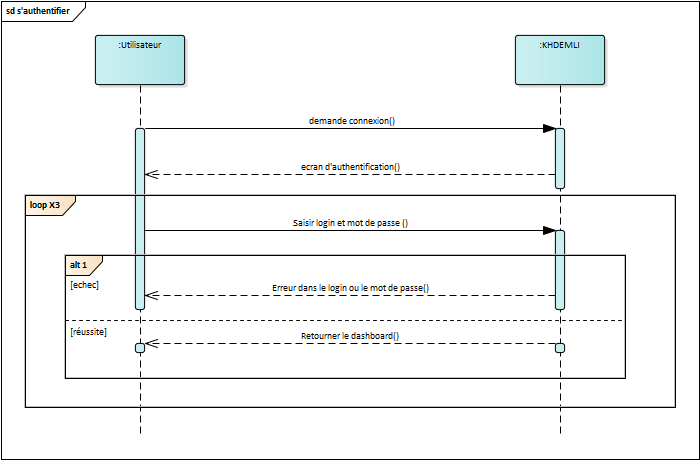 sd s'authentifier
:Utilisateur
:KHDEMLI
demande connexion()
ecran d'authentification()
loop X3
Saisir login et mot de passe ()
alt 1
[echec]
Erreur dans le login ou le mot de passe()
[réussite]
Retourner le dashboard()